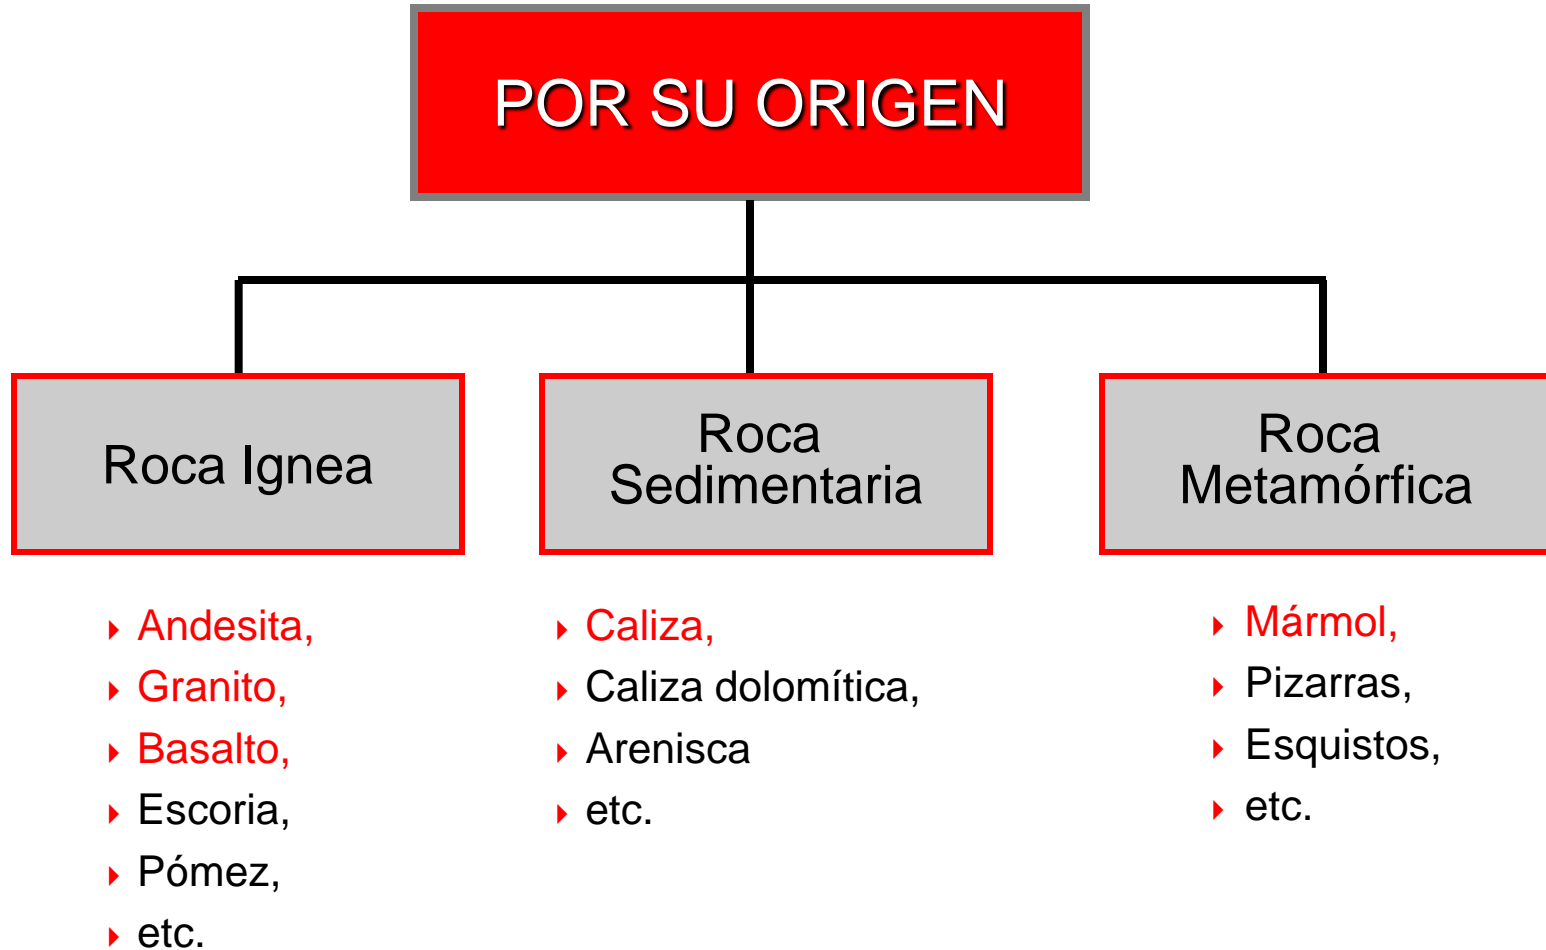 POR SU ORIGEN
Roca Ignea
Andesita,
Granito,
Basalto,
Escoria,
Pómez,
etc.
Roca
Sedimentaria
Caliza,
Caliza dolomítica,
Arenisca
etc.
Roca
Metamórfica
Mármol,
Pizarras,
Esquistos,
etc.